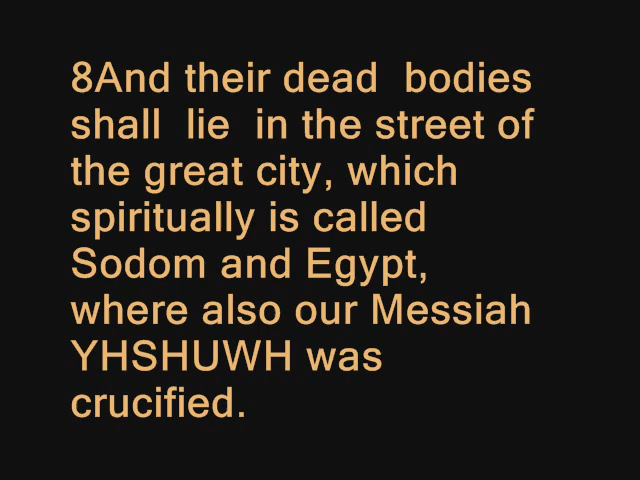 8And their dead  bodies
shall  lie  in the street of
the great city, which
spiritually is called
Sodom and Egypt,
where also our Messiah
YHSHUWH was
crucified.